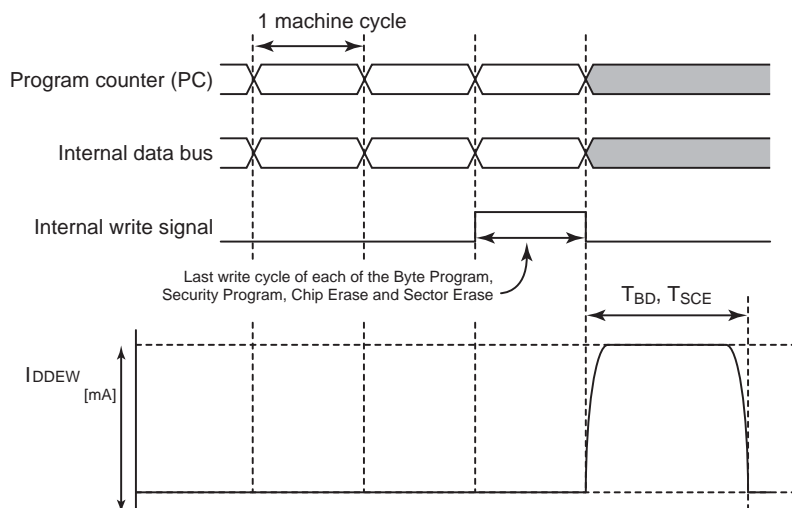 1 machine cycle
Program counter (PC)
Internal data bus
Internal write signal
Last write cycle of each of the Byte Program,
Security Program, Chip Erase and Sector Erase
TBD, TSCE
IDDEW
[mA]